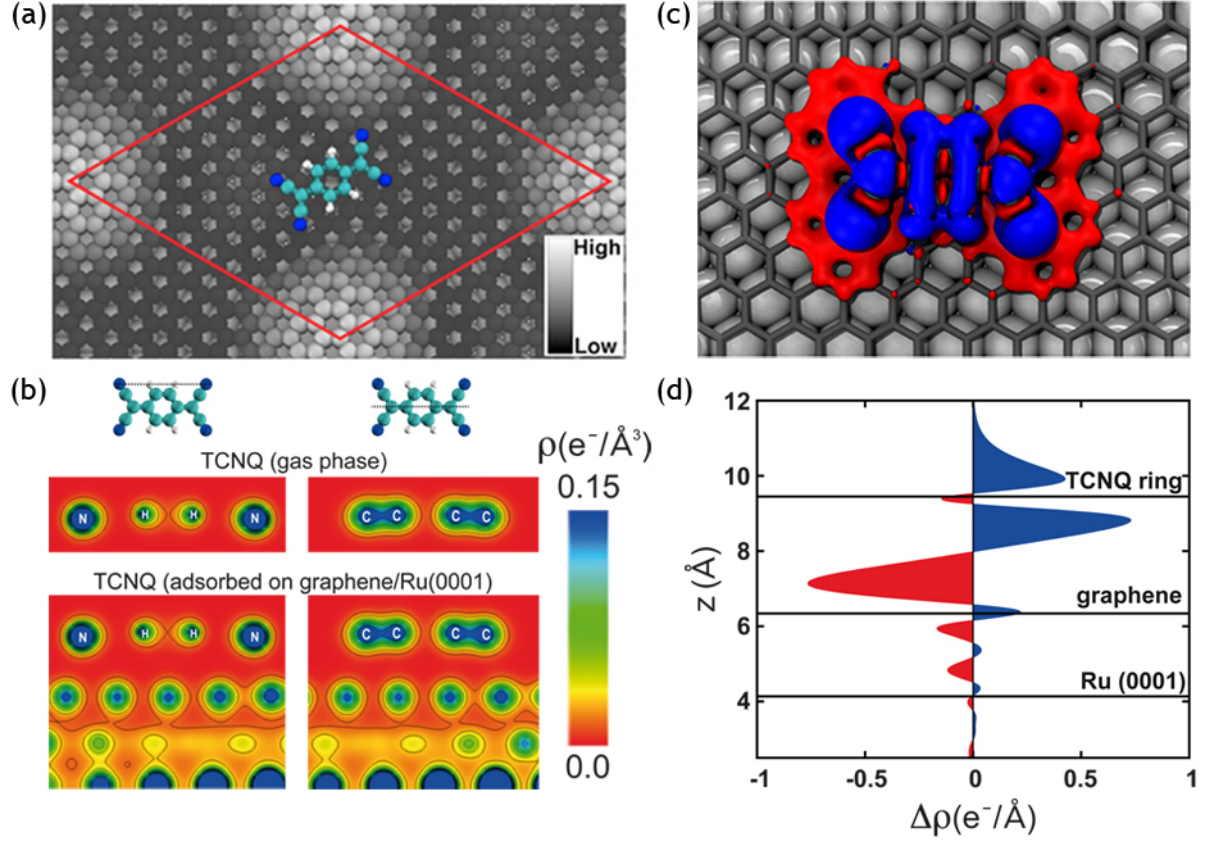 (a)
High
Low
(b)
TCNQ (gas phase)
N H H N
C C C C
TCNQ (adsorbed on graphene/Ru(0001)
N H H N
C C C C
ρ(e⁻/Å³)
0.15
0.0
(c)
(d)
12
10
8
6
4
z (Å)
TCNQ ring
graphene
Ru (0001)
-1 -0.5 0 0.5 1
Δρ(e⁻/Å)